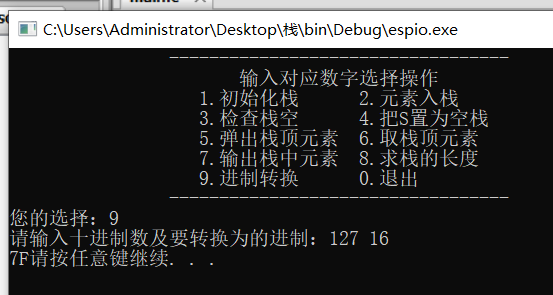 C:\Users\Administrator\Desktop\栈\bin\Debug\espio.exe
----------------------------------
输入对应数字选择操作
1.初始化栈 2.元素入栈
3.检查栈空 4.把S置为空栈
5.弹出栈顶元素 6.取栈顶元素
7.输出栈中元素 8.求栈的长度
9.进制转换 0.退出
----------------------------------
您的选择：9
请输入十进制数及要转换为的进制：127 16
7F请按任意键继续. . .